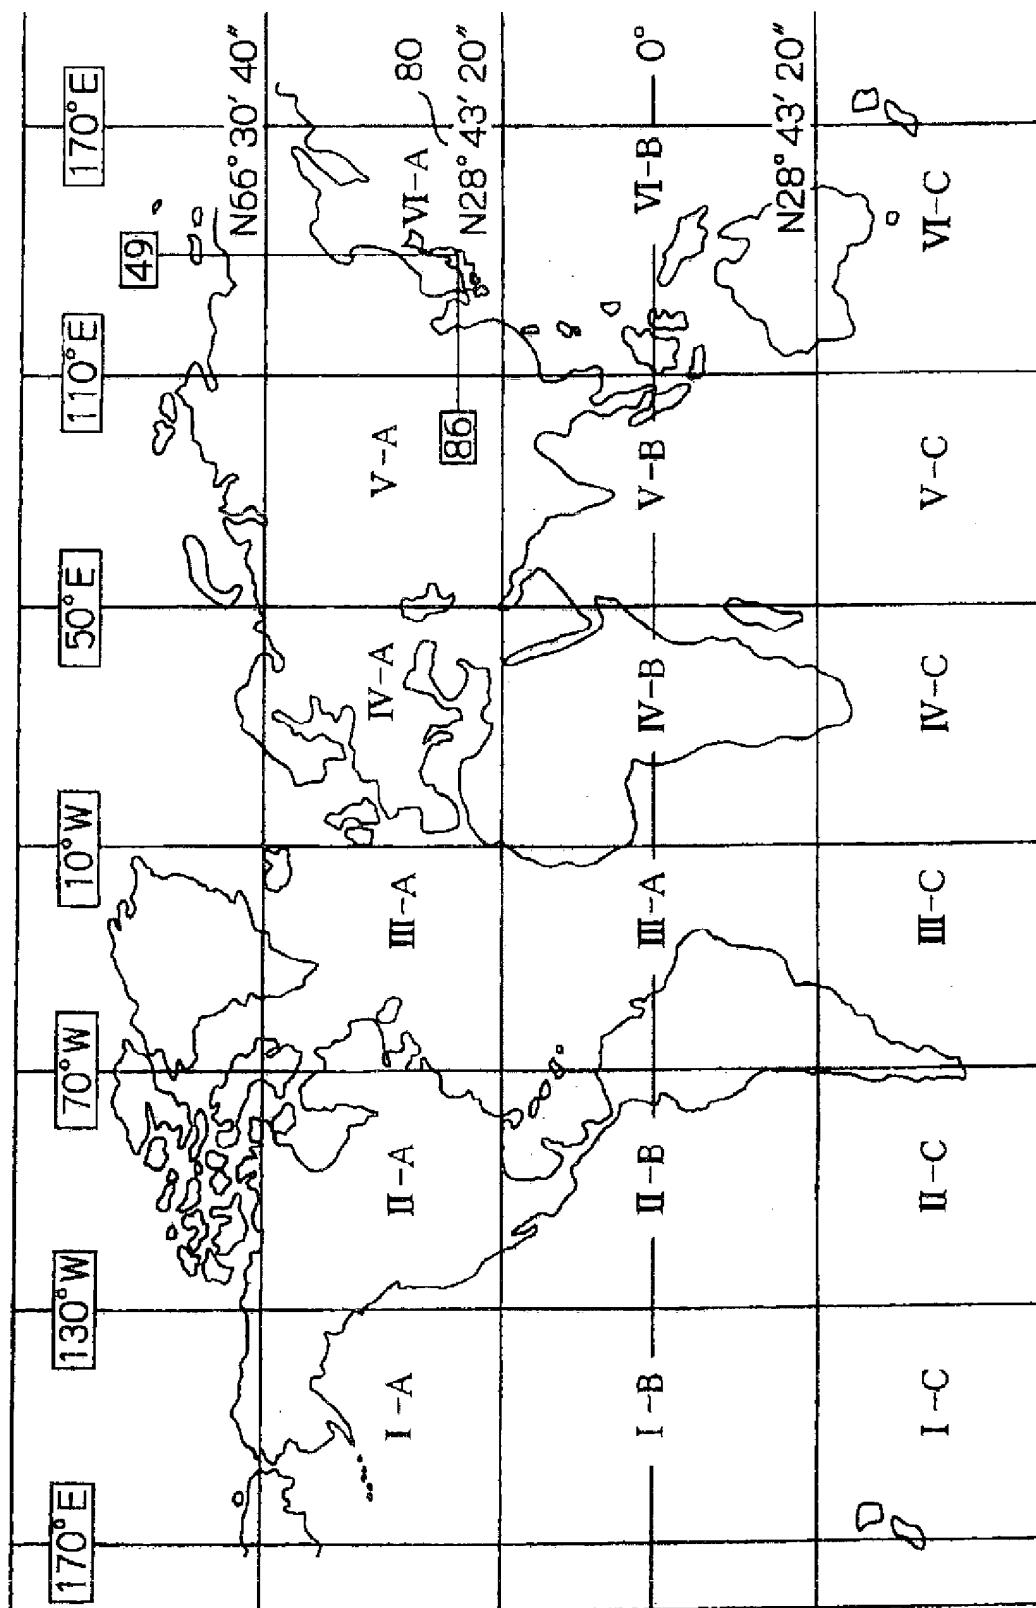 170°E
130°W
70°W
10°W
50°E
110°E
170°E
49
N66°30′40″
I-A
II-A
III-A
IV-A
V-A
VI-A
80
86
N28°43′20″
I-B
II-B
III-A
IV-B
V-B
VI-B
0°
N28°43′20″
I-C
II-C
III-C
IV-C
V-C
VI-C